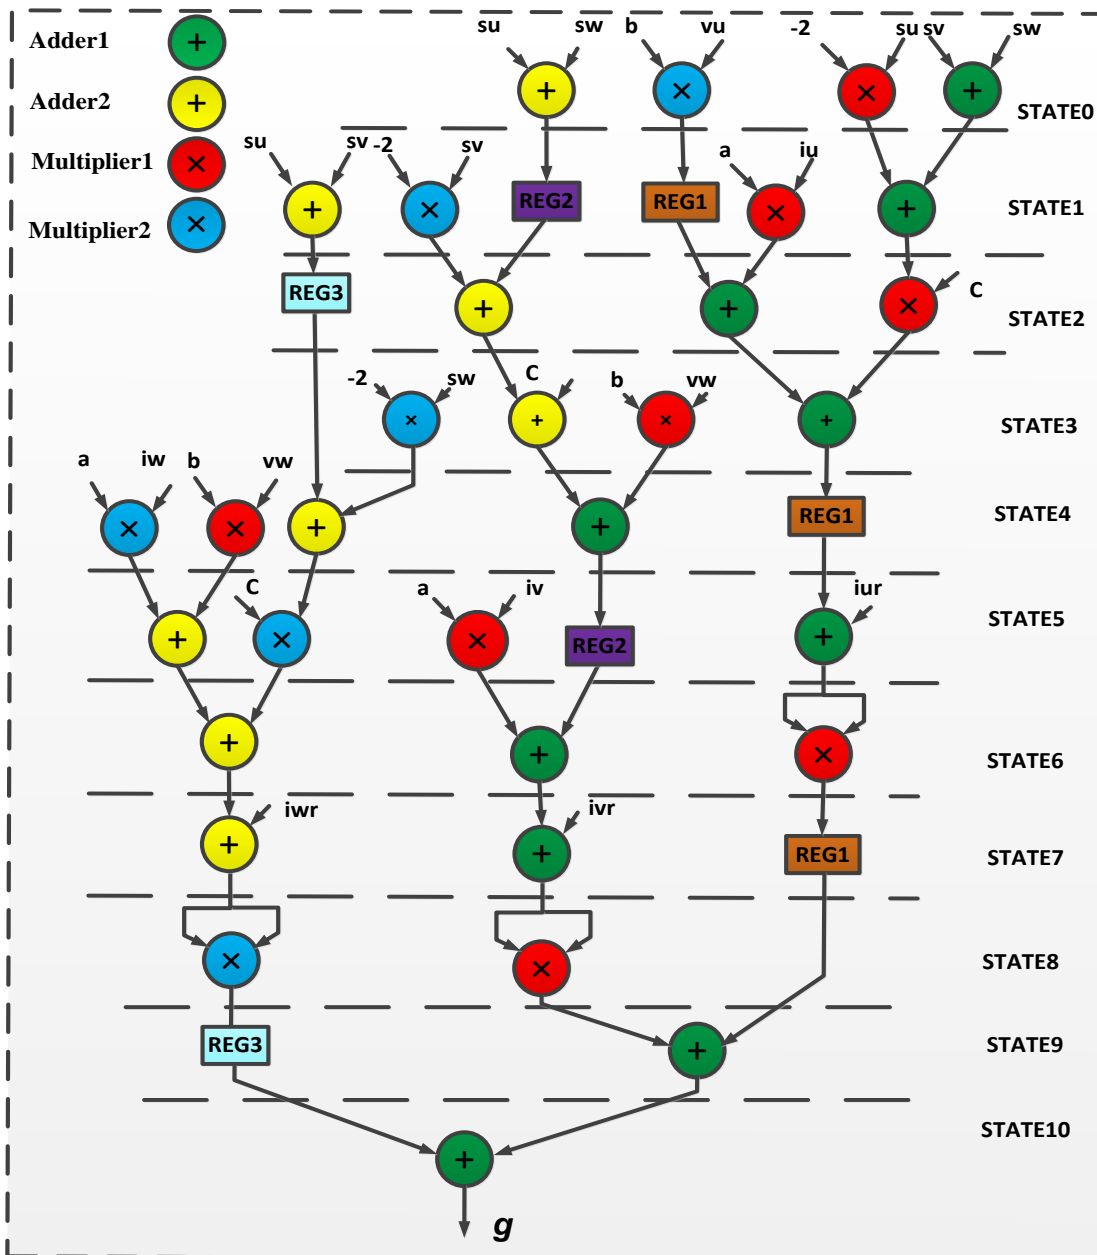 Adder1 +
su sw b vu -2 su sv sw
+ × × +
STATE0
Adder2 +
Multiplier1 ×
su sv -2 sv a iu
REG2 REG1
Multiplier2 ×
+ × × +
STATE1
REG3 C
+ + ×
STATE2
-2 sw C b vw
× + × +
STATE3
a iw b vw
× × + + REG1
STATE4
C a iv iur
+ × × REG2 +
STATE5
+ + ×
STATE6
iwr ivr
+ + REG1
STATE7
× ×
STATE8
REG3 +
STATE9
STATE10
+
g